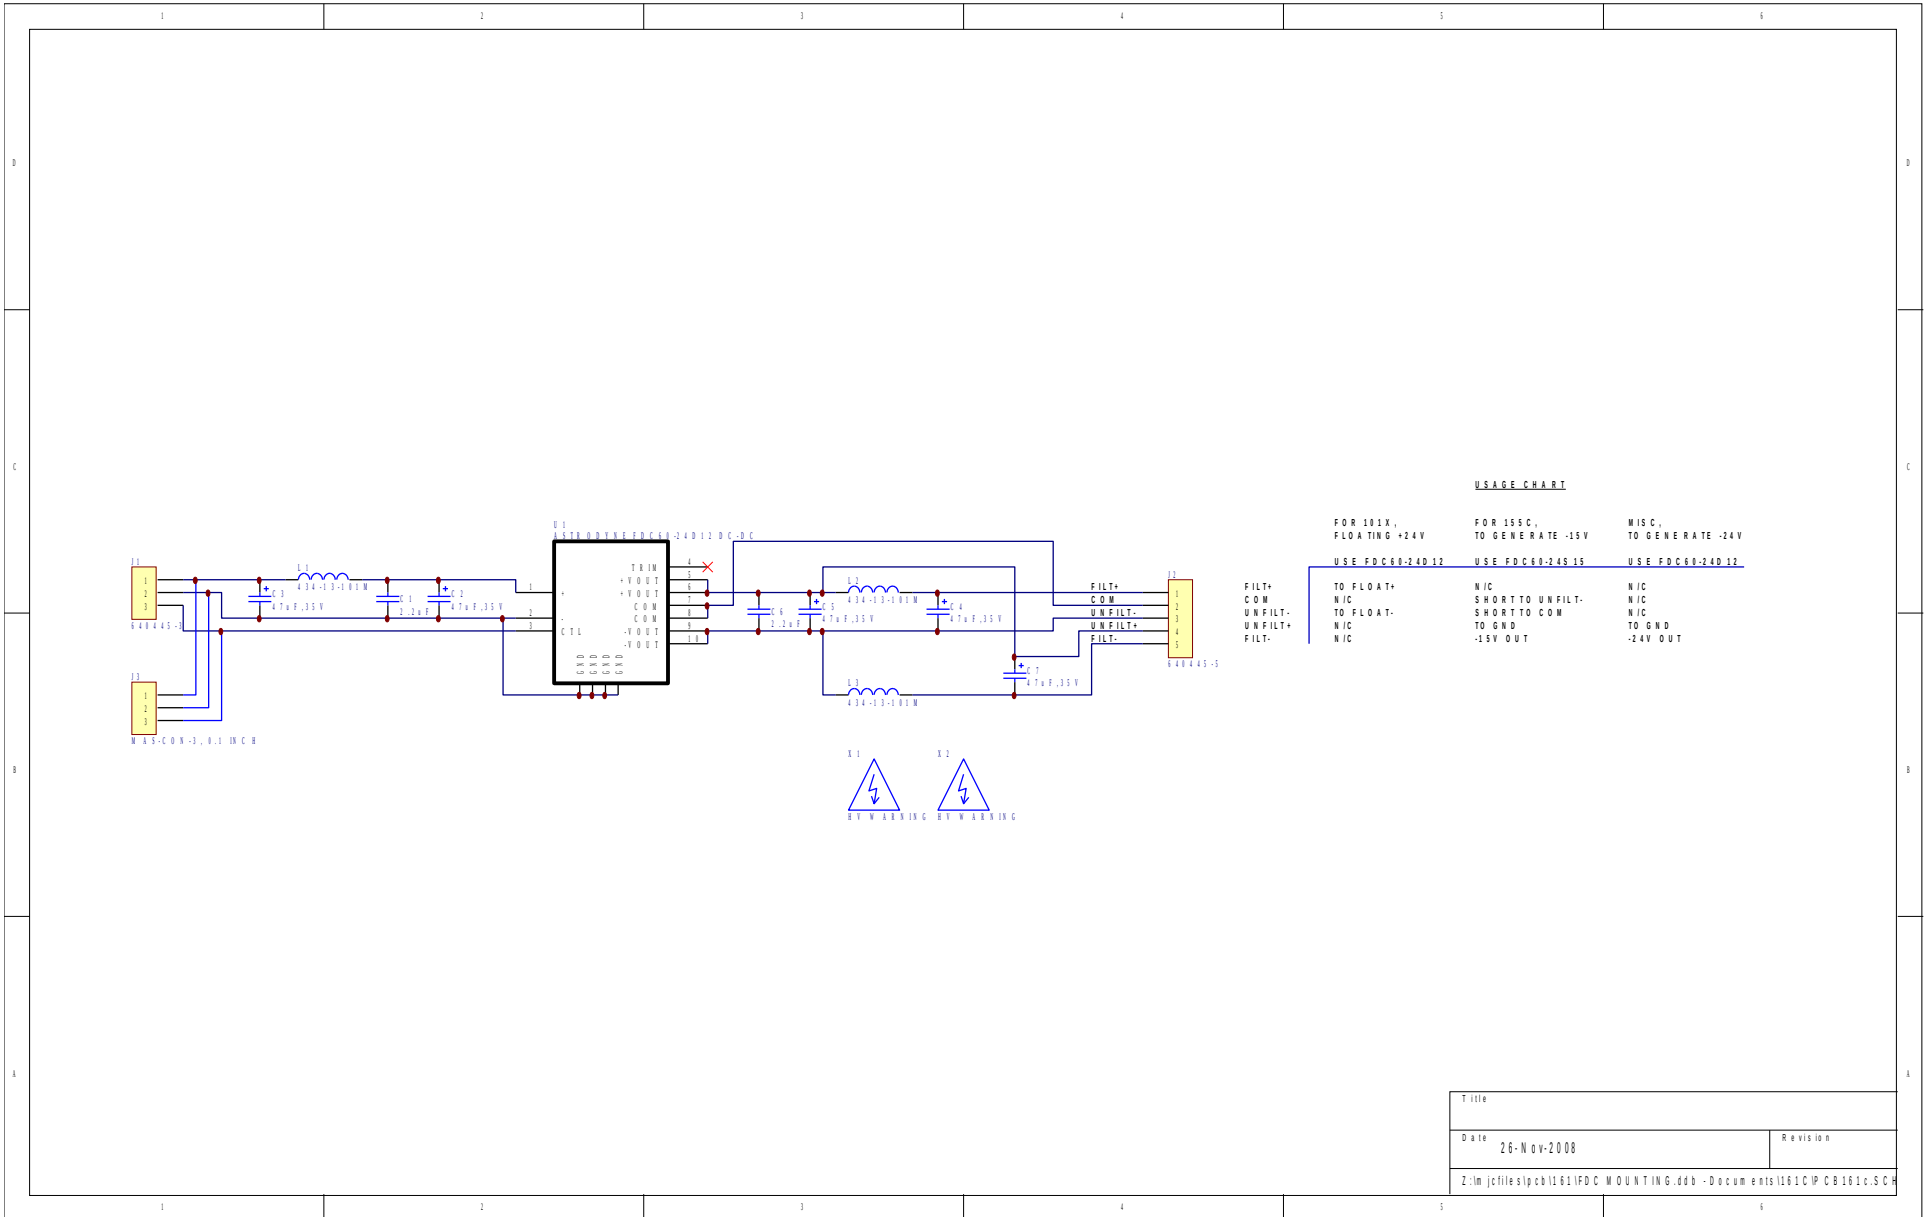 1 2 3 4 5 6
D D
USAGE CHART
C C
FOR 101X, FOR 155C, MISC,
FLOATING +24V TO GENERATE -15V TO GENERATE -24V
USE FDC60-24D12 USE FDC60-24S15 USE FDC60-24D12
FILT+ TO FLOAT+ N/C N/C
COM N/C SHORT TO UNFILT- N/C
UNFILT- TO FLOAT- SHORT TO COM N/C
UNFILT+ N/C TO GND TO GND
FILT- N/C -15V OUT -24V OUT
U1
ASTRODYNE FDC60-24D12 DC-DC
TRIM 4
+VOUT 5
+VOUT 6
COM 7
COM 8
-VOUT 9
-VOUT 10
1 +
2 -
3 CTL
GND GND GND GND
J1
1
2
3
640445-3
J3
1
2
3
MAS-CON-3, 0.1 INCH
L1
434-13-101M
C3
47uF,35V
C1
2.2uF
C2
47uF,35V
C6
2.2uF
C5
47uF,35V
L2
434-13-101M
C4
47uF,35V
C7
47uF,35V
L3
434-13-101M
FILT+
COM
UNFILT-
UNFILT+
FILT-
J2
1
2
3
4
5
640445-5
X1 X2
HV WARNING HV WARNING
B B
A A
Title
Date 26-Nov-2008 Revision
Z:\mjcfiles\pcb\161\FDC MOUNTING.ddb - Documents\161C\PCB161c.SCH
1 2 3 4 5 6